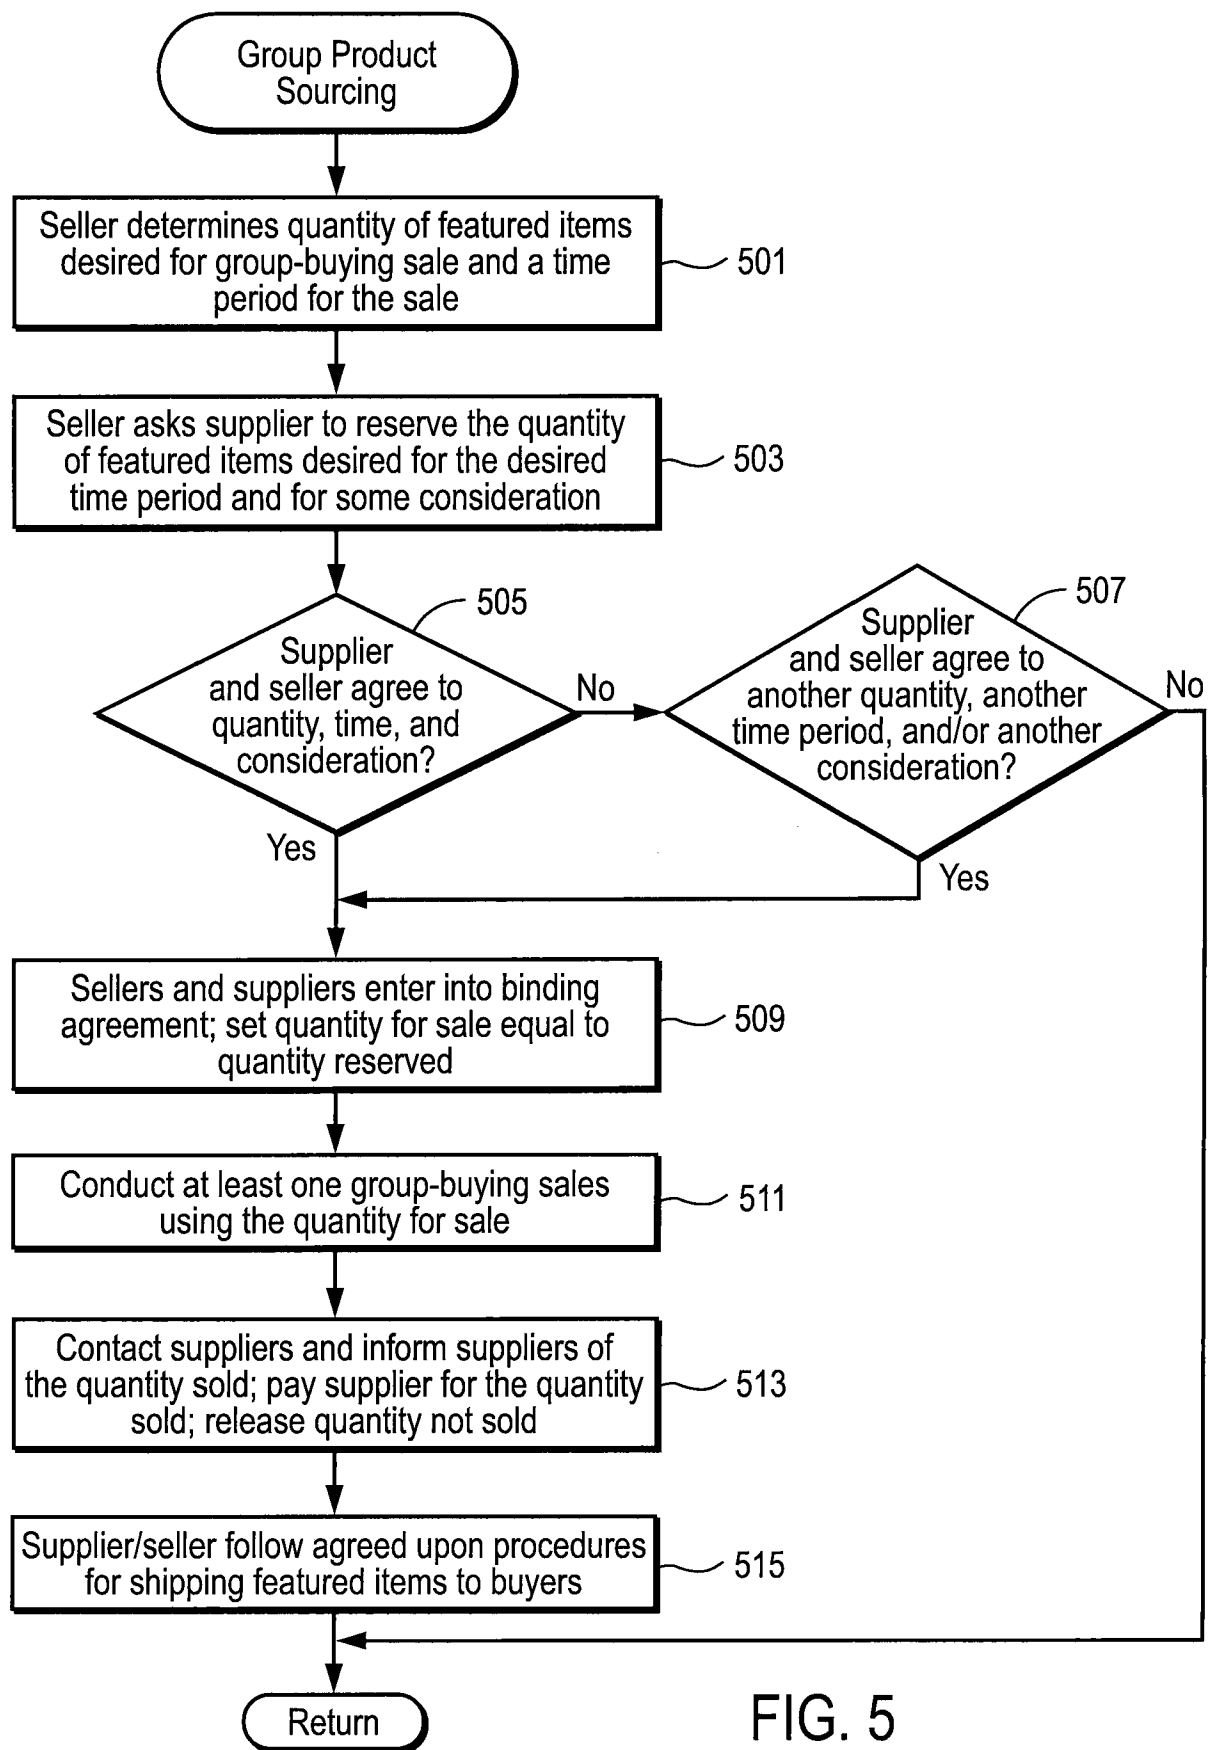 Group Product
Sourcing
Seller determines quantity of featured items
desired for group-buying sale and a time
period for the sale
501
Seller asks supplier to reserve the quantity
of featured items desired for the desired
time period and for some consideration
503
505
Supplier
and seller agree to
quantity, time, and
consideration?
No
Yes
507
Supplier
and seller agree to
another quantity, another
time period, and/or another
consideration?
No
Yes
Sellers and suppliers enter into binding
agreement; set quantity for sale equal to
quantity reserved
509
Conduct at least one group-buying sales
using the quantity for sale
511
Contact suppliers and inform suppliers of
the quantity sold; pay supplier for the quantity
sold; release quantity not sold
513
Supplier/seller follow agreed upon procedures
for shipping featured items to buyers
515
Return
FIG. 5